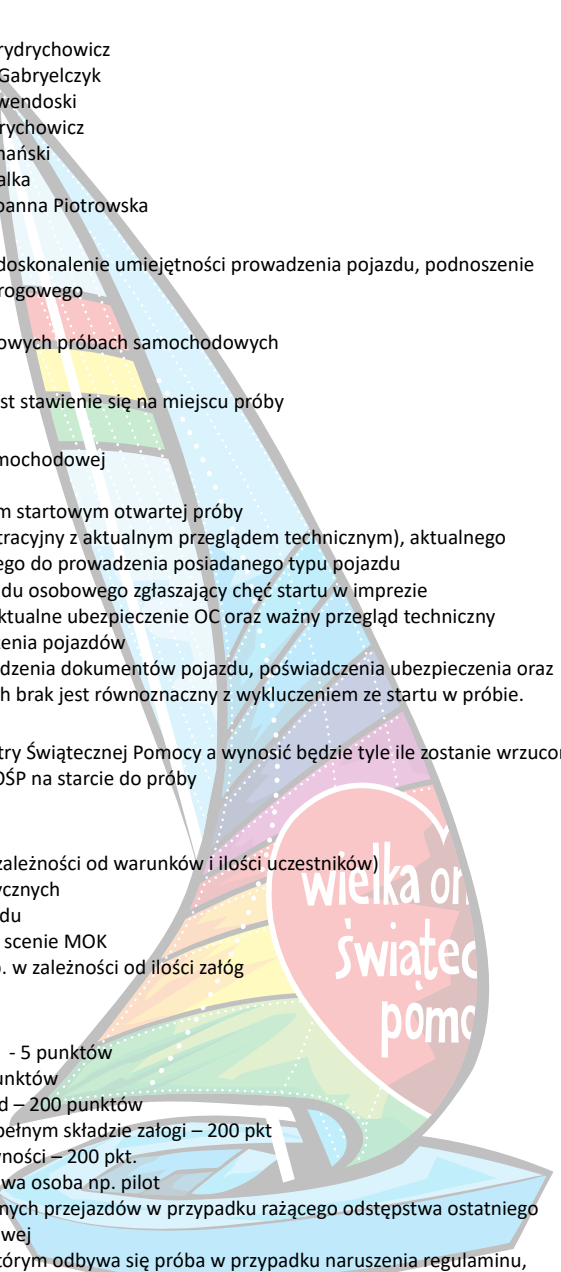 rydrychowicz
Gabryelczyk
wendoski
rychowicz
nański
alka
oanna Piotrowska
doskonalenie umiejętności prowadzenia pojazdu, podnoszenie
rogowego
owych próbach samochodowych
st stawienie się na miejscu próby
mochodowej
m startowym otwartej próby
tracyjny z aktualnym przeglądem technicznym), aktualnego
ego do prowadzenia posiadanego typu pojazdu
du osobowego zgłaszający chęć startu w imprezie
ktualne ubezpieczenie OC oraz ważny przegląd techniczny
zenia pojazdów
dzenia dokumentów pojazdu, poświadczenia ubezpieczenia oraz
h brak jest równoznaczny z wykluczeniem ze startu w próbie.
try Świątecznej Pomocy a wynosić będzie tyle ile zostanie wrzucon
OŚP na starcie do próby
zależności od warunków i ilości uczestników)
ycznych
du
scenie MOK
o. w zależności od ilości załóg
wielka or
świątec
pomo
- 5 punktów
unktów
d – 200 punktów
pełnym składzie załogi – 200 pkt
vności – 200 pkt.
wa osoba np. pilot
nych przejazdów w przypadku rażącego odstępstwa ostatniego
wej
tórym odbywa się próba w przypadku naruszenia regulaminu,